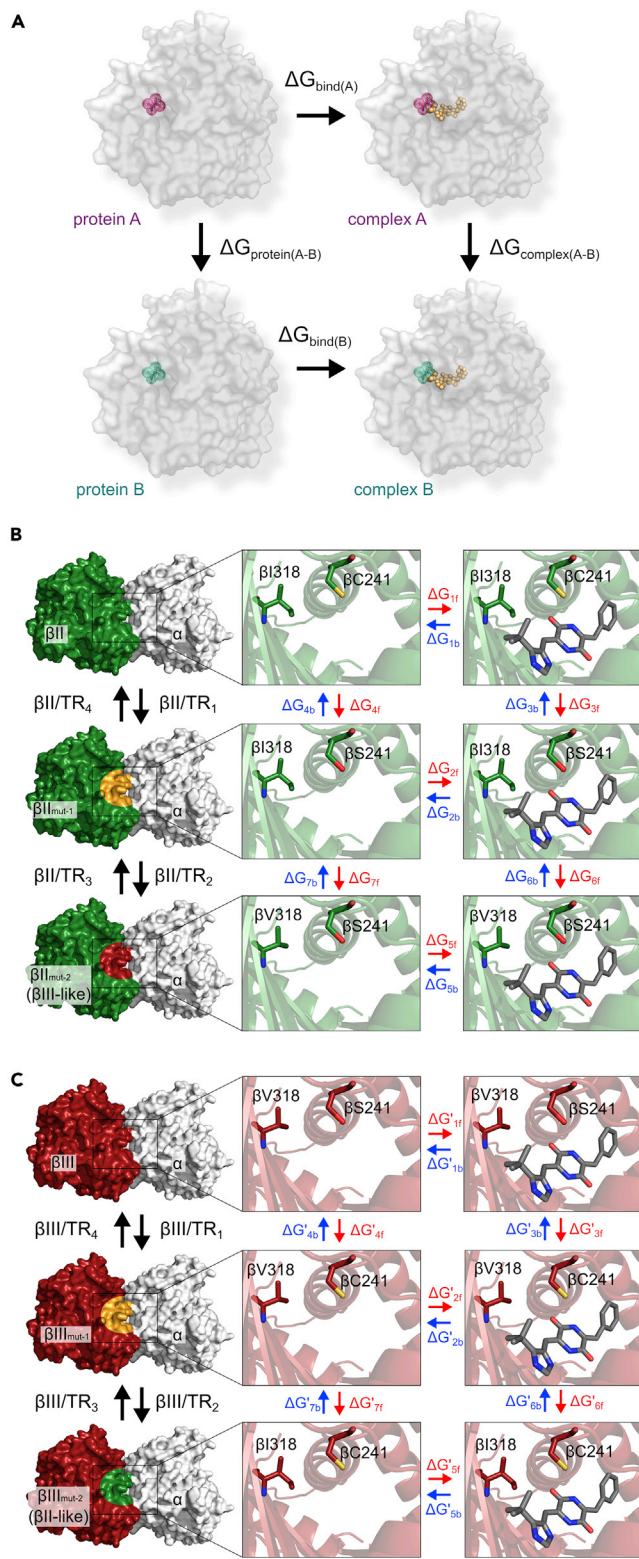 A
ΔGbind(A)
protein A
complex A
ΔGprotein(A-B)
ΔGcomplex(A-B)
ΔGbind(B)
protein B
complex B
B
βII
α
βI318
βC241
ΔG1f
ΔG1b
βI318
βC241
βII/TR4
βII/TR1
ΔG4b
ΔG4f
ΔG3b
ΔG3f
βIImut-1
α
βI318
βS241
ΔG2f
ΔG2b
βI318
βS241
βII/TR3
βII/TR2
ΔG7b
ΔG7f
ΔG6b
ΔG6f
βIImut-2
(βIII-like)
α
βV318
βS241
ΔG5f
ΔG5b
βV318
βS241
C
βIII
α
βV318
βS241
ΔG'1f
ΔG'1b
βV318
βS241
βIII/TR4
βIII/TR1
ΔG'4b
ΔG'4f
ΔG'3b
ΔG'3f
βIIImut-1
α
βV318
βC241
ΔG'2f
ΔG'2b
βV318
βC241
βIII/TR3
βIII/TR2
ΔG'7b
ΔG'7f
ΔG'6b
ΔG'6f
βIIImut-2
(βII-like)
α
βI318
βC241
ΔG'5f
ΔG'5b
βI318
βC241